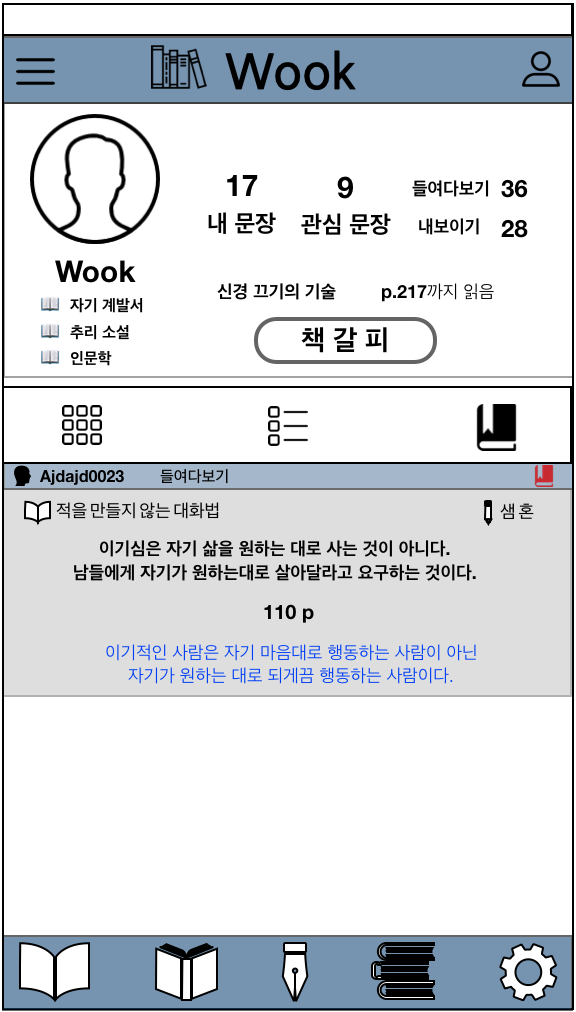 Wook
17
9
들여다보기 36
내 문장
관심 문장
내보이기 28
Wook
신경 끄기의 기술
p.217까지 읽음
자기 계발서
추리 소설
인문학
책 갈 피
Ajdajd0023
들여다보기
적을 만들지 않는 대화법
샘 혼
이기심은 자기 삶을 원하는 대로 사는 것이 아니다.
남들에게 자기가 원하는대로 살아달라고 요구하는 것이다.
110 p
이기적인 사람은 자기 마음대로 행동하는 사람이 아닌
자기가 원하는 대로 되게끔 행동하는 사람이다.